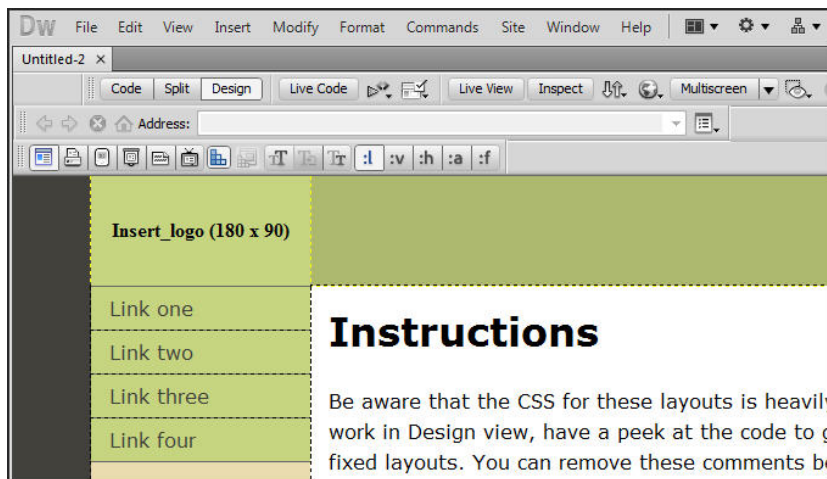 Dw File Edit View Insert Modify Format Commands Site Window Help
Untitled-2 ×
Code Split Design Live Code Live View Inspect Multiscreen
Address:
:l :v :h :a :f
Insert_logo (180 x 90)
Link one
Link two
Link three
Link four
Instructions
Be aware that the CSS for these layouts is heavily
work in Design view, have a peek at the code to g
fixed layouts. You can remove these comments be